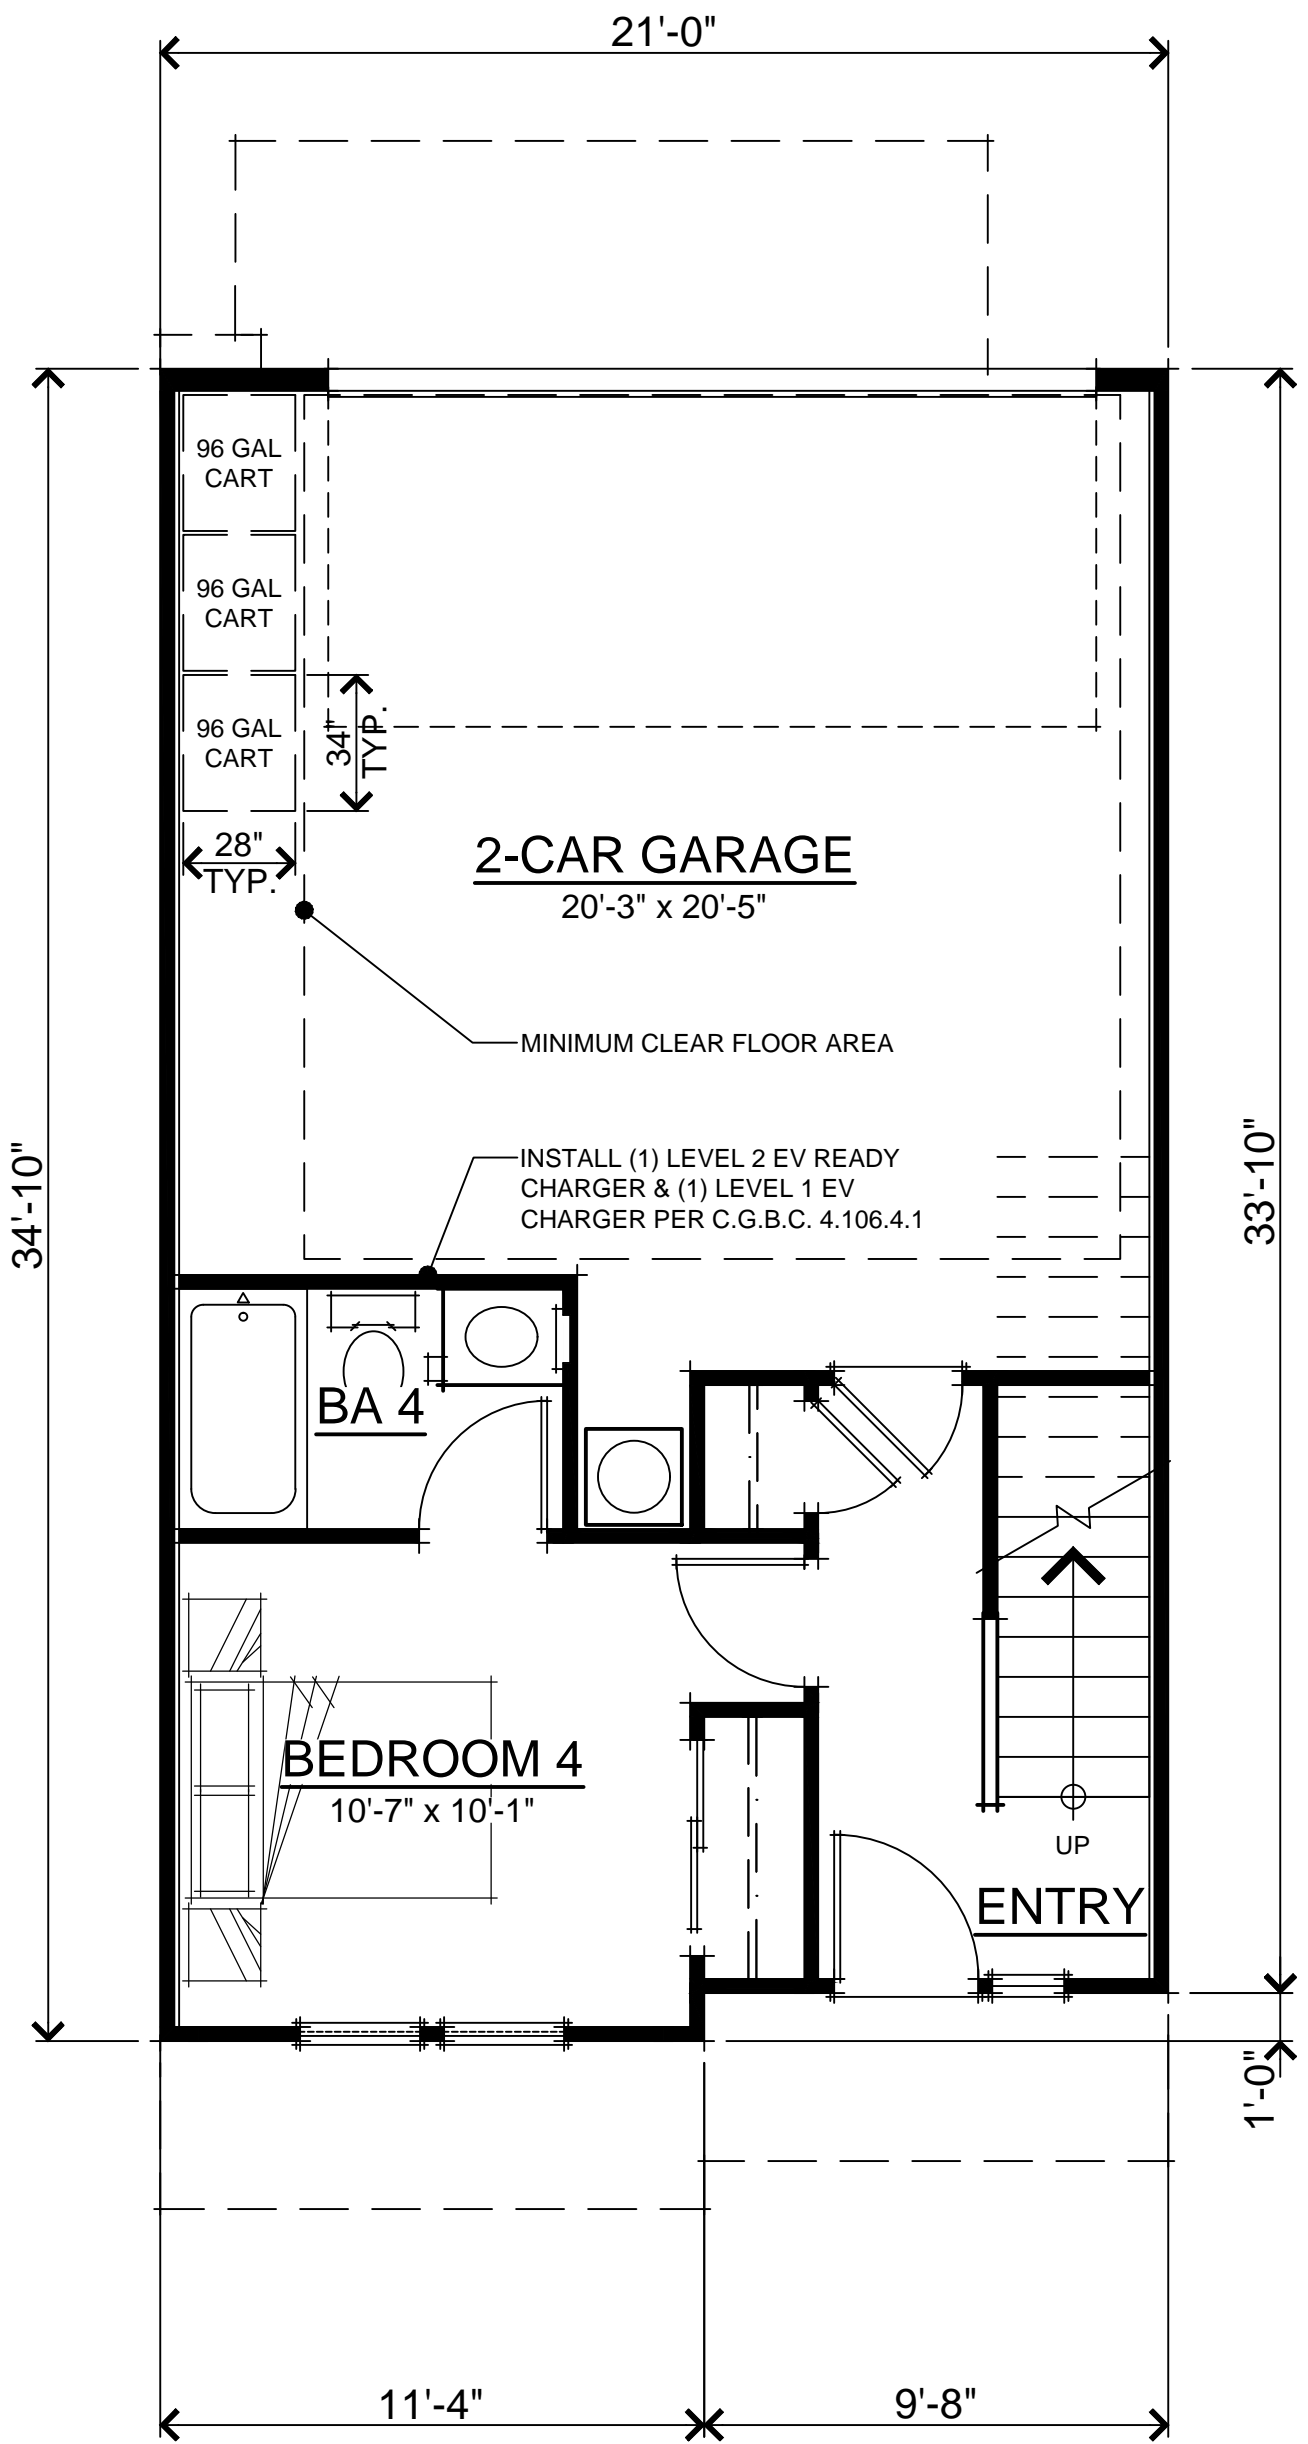 21'-0"
96 GAL
CART
96 GAL
CART
96 GAL
CART
34"
TYP.
28"
TYP.
2-CAR GARAGE
20'-3" x 20'-5"
MINIMUM CLEAR FLOOR AREA
34'-10"
33'-10"
INSTALL (1) LEVEL 2 EV READY
CHARGER & (1) LEVEL 1 EV
CHARGER PER C.G.B.C. 4.106.4.1
BA 4
BEDROOM 4
10'-7" x 10'-1"
UP
ENTRY
1'-0"
11'-4"
9'-8"